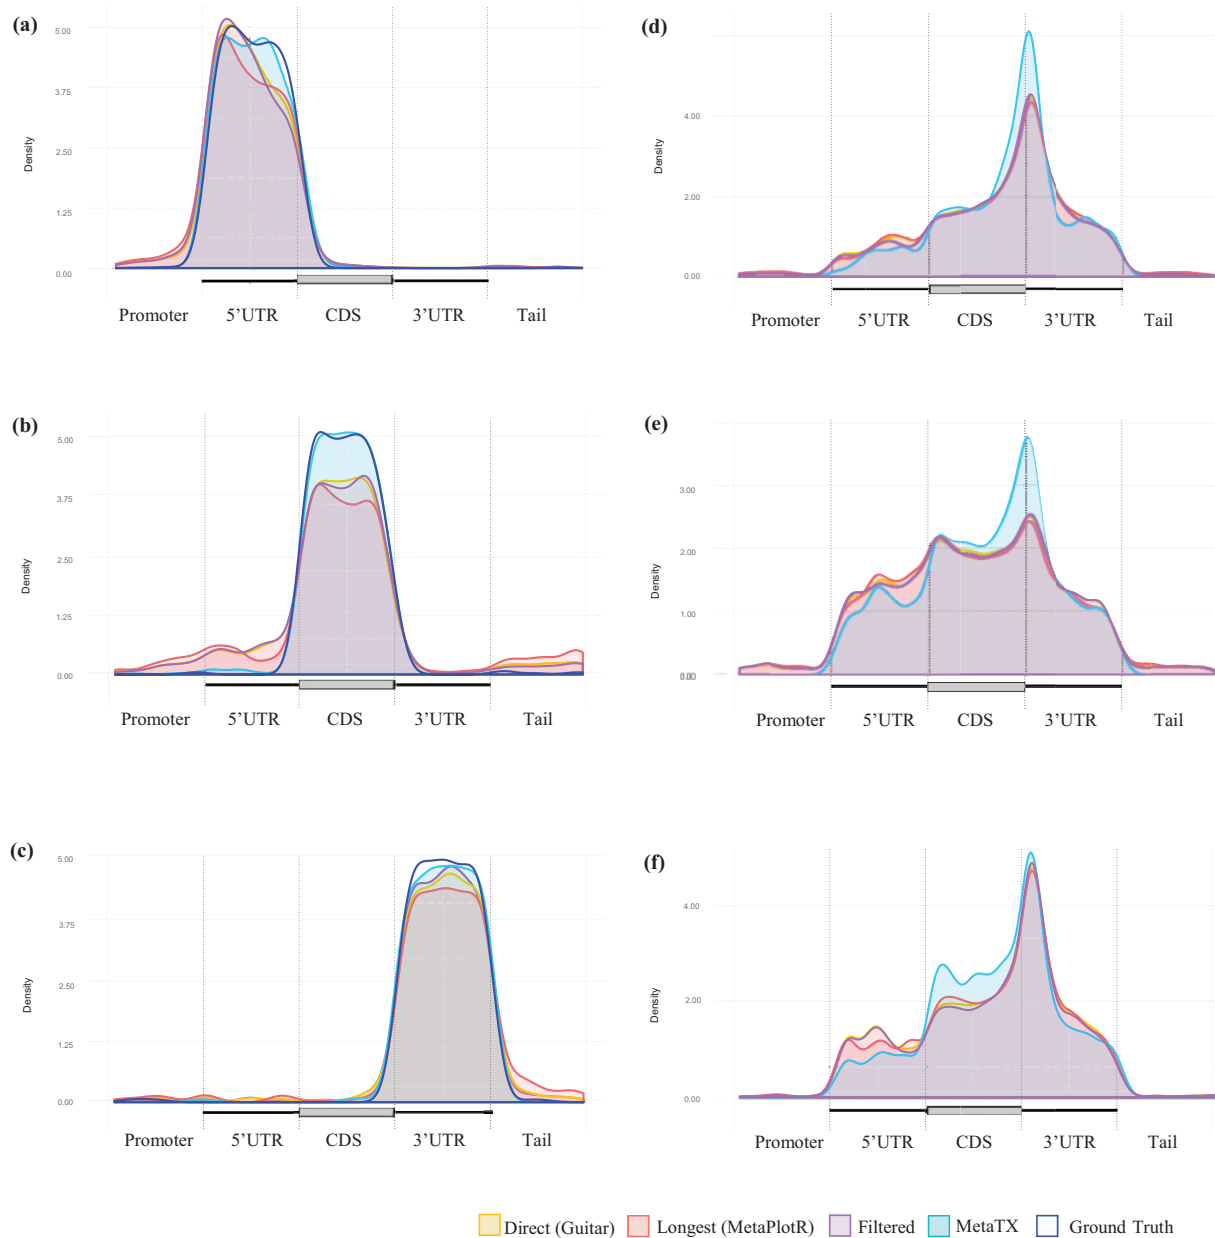 (a)
5.00
3.75
2.50
1.25
0.00
Density
Promoter 5’UTR CDS 3’UTR Tail
(b)
5.00
3.75
2.50
1.25
0.00
Density
Promoter 5’UTR CDS 3’UTR Tail
(c)
5.00
3.75
2.50
1.25
0.00
Density
Promoter 5’UTR CDS 3’UTR Tail
(d)
4.00
2.00
0.00
Density
Promoter 5’UTR CDS 3’UTR Tail
(e)
3.00
2.00
1.00
0.00
Density
Promoter 5’UTR CDS 3’UTR Tail
(f)
4.00
2.00
0.00
Density
Promoter 5’UTR CDS 3’UTR Tail
Direct (Guitar) Longest (MetaPlotR) Filtered MetaTX Ground Truth